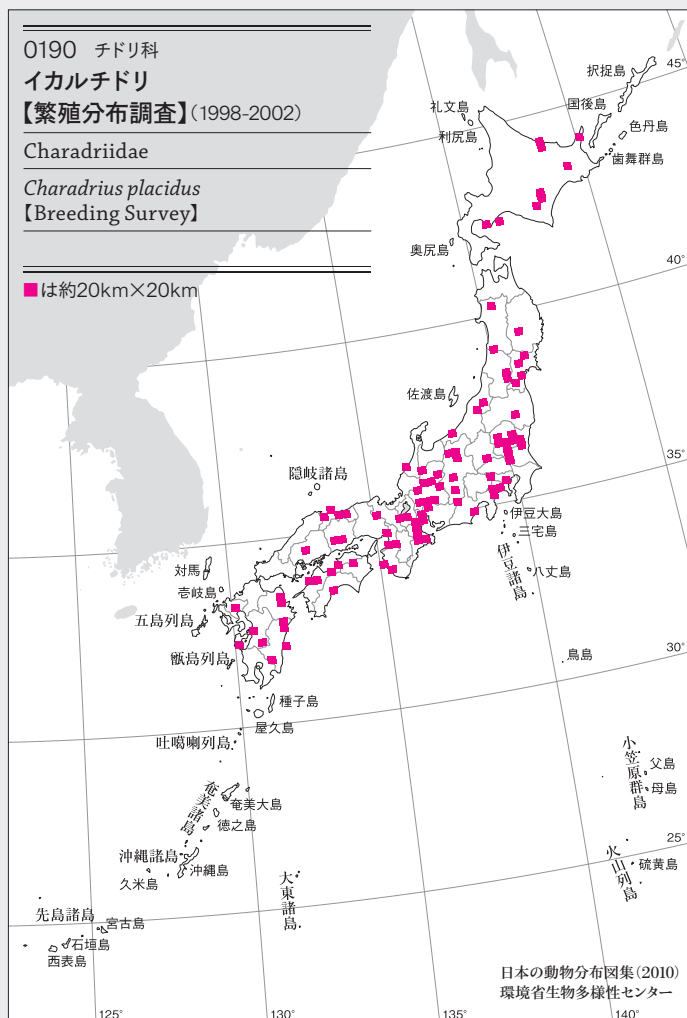 0190 チドリ科
イカルチドリ
【繁殖分布調査】(1998-2002)
Charadriidae
Charadrius placidus
【Breeding Survey】
■は約20km×20km
45°
択捉島
国後島
礼文島
色丹島
利尻島
歯舞群島
奥尻島
40°
佐渡島
35°
隠岐諸島
伊豆大島
三宅島
伊豆諸島
八丈島
対馬
壱岐島
五島列島
甑島列島
鳥島
30°
種子島
屋久島
吐噶喇列島
小笠原群島
父島
母島
奄美諸島
奄美大島
徳之島
25°
沖縄諸島
沖縄島
久米島
火山列島
硫黄島
大東諸島
先島諸島
宮古島
石垣島
西表島
日本の動物分布図集(2010)
環境省生物多様性センター
125°
130°
135°
140°